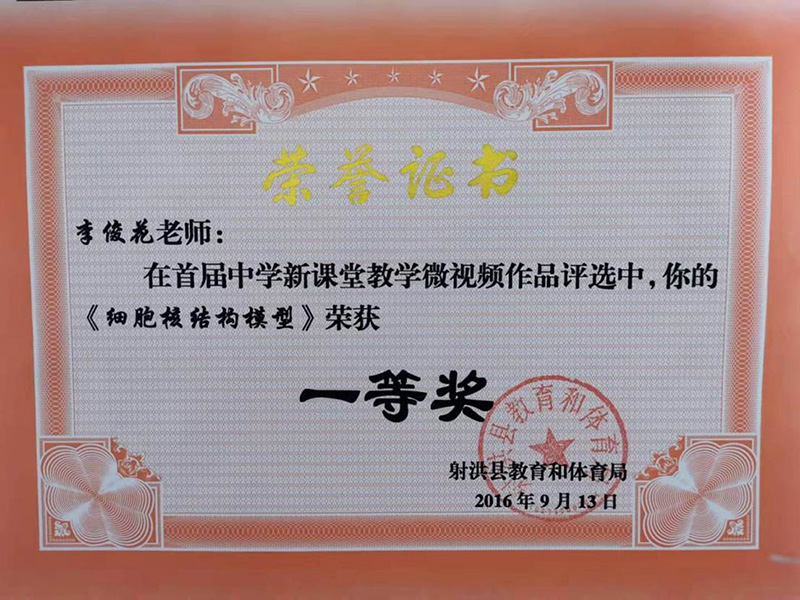 荣誉证书
李俊花老师：
在首届中学新课堂教学微视频作品评选中，你的
《细胞核结构模型》荣获
一等奖
射洪县教育和体育局
2016年9月13日